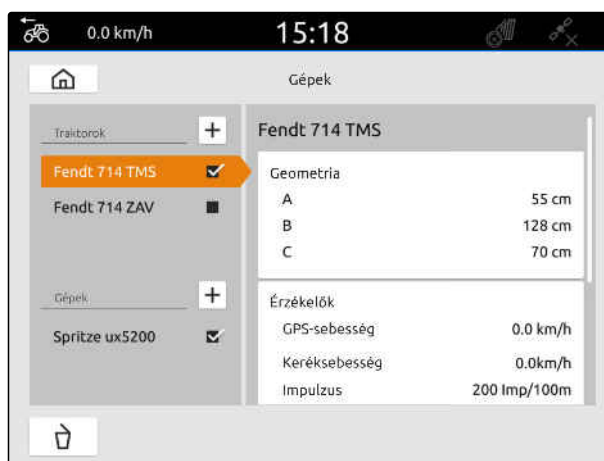 0.0 km/h
15:18
Gépek
Traktorok
Fendt 714 TMS
Fendt 714 ZAV
Gépek
Spritze ux5200
Fendt 714 TMS
Geometria
A 55 cm
B 128 cm
C 70 cm
Érzékelők
GPS-sebesség 0.0 km/h
Keréksebesség 0.0km/h
Impulzus 200 Imp/100m